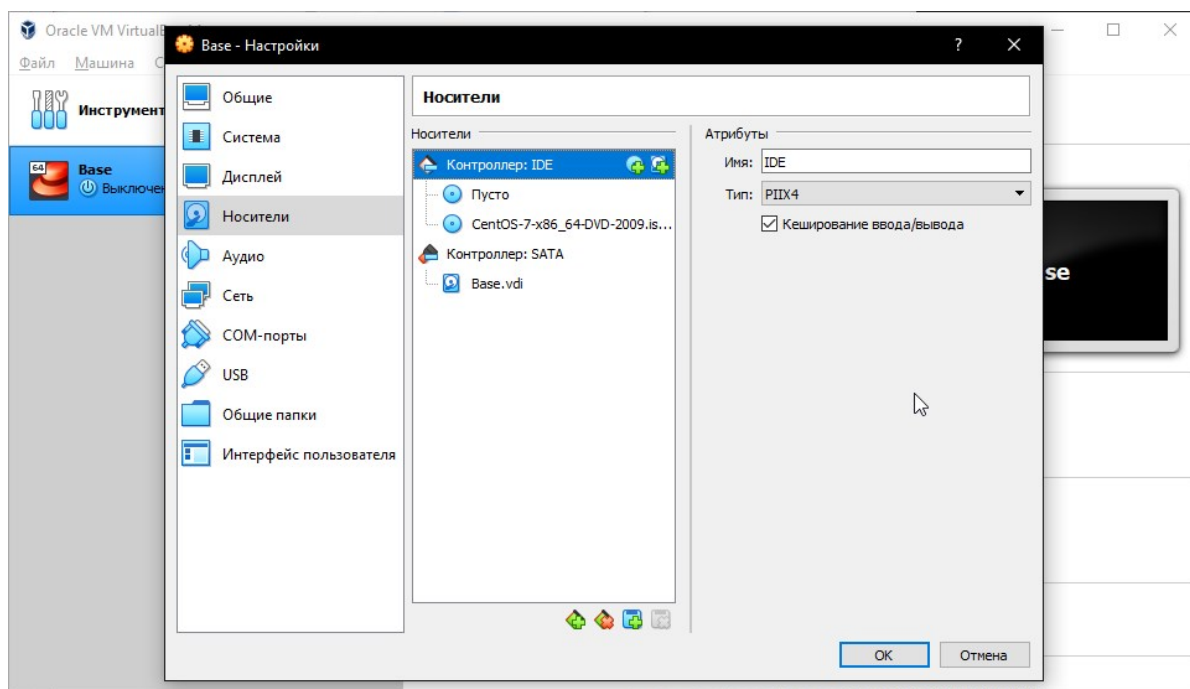 Oracle VM VirtualB
Base - Настройки
?
Файл Машина С
Инструмент
64
Base
Выключен
Общие
Система
Дисплей
Носители
Аудио
Сеть
COM-порты
USB
Общие папки
Интерфейс пользователя
Носители
Носители
Контроллер: IDE
Пусто
CentOS-7-x86_64-DVD-2009.is...
Контроллер: SATA
Base.vdi
Атрибуты
Имя: IDE
Тип: PIIX4
Кеширование ввода/вывода
se
OK
Отмена